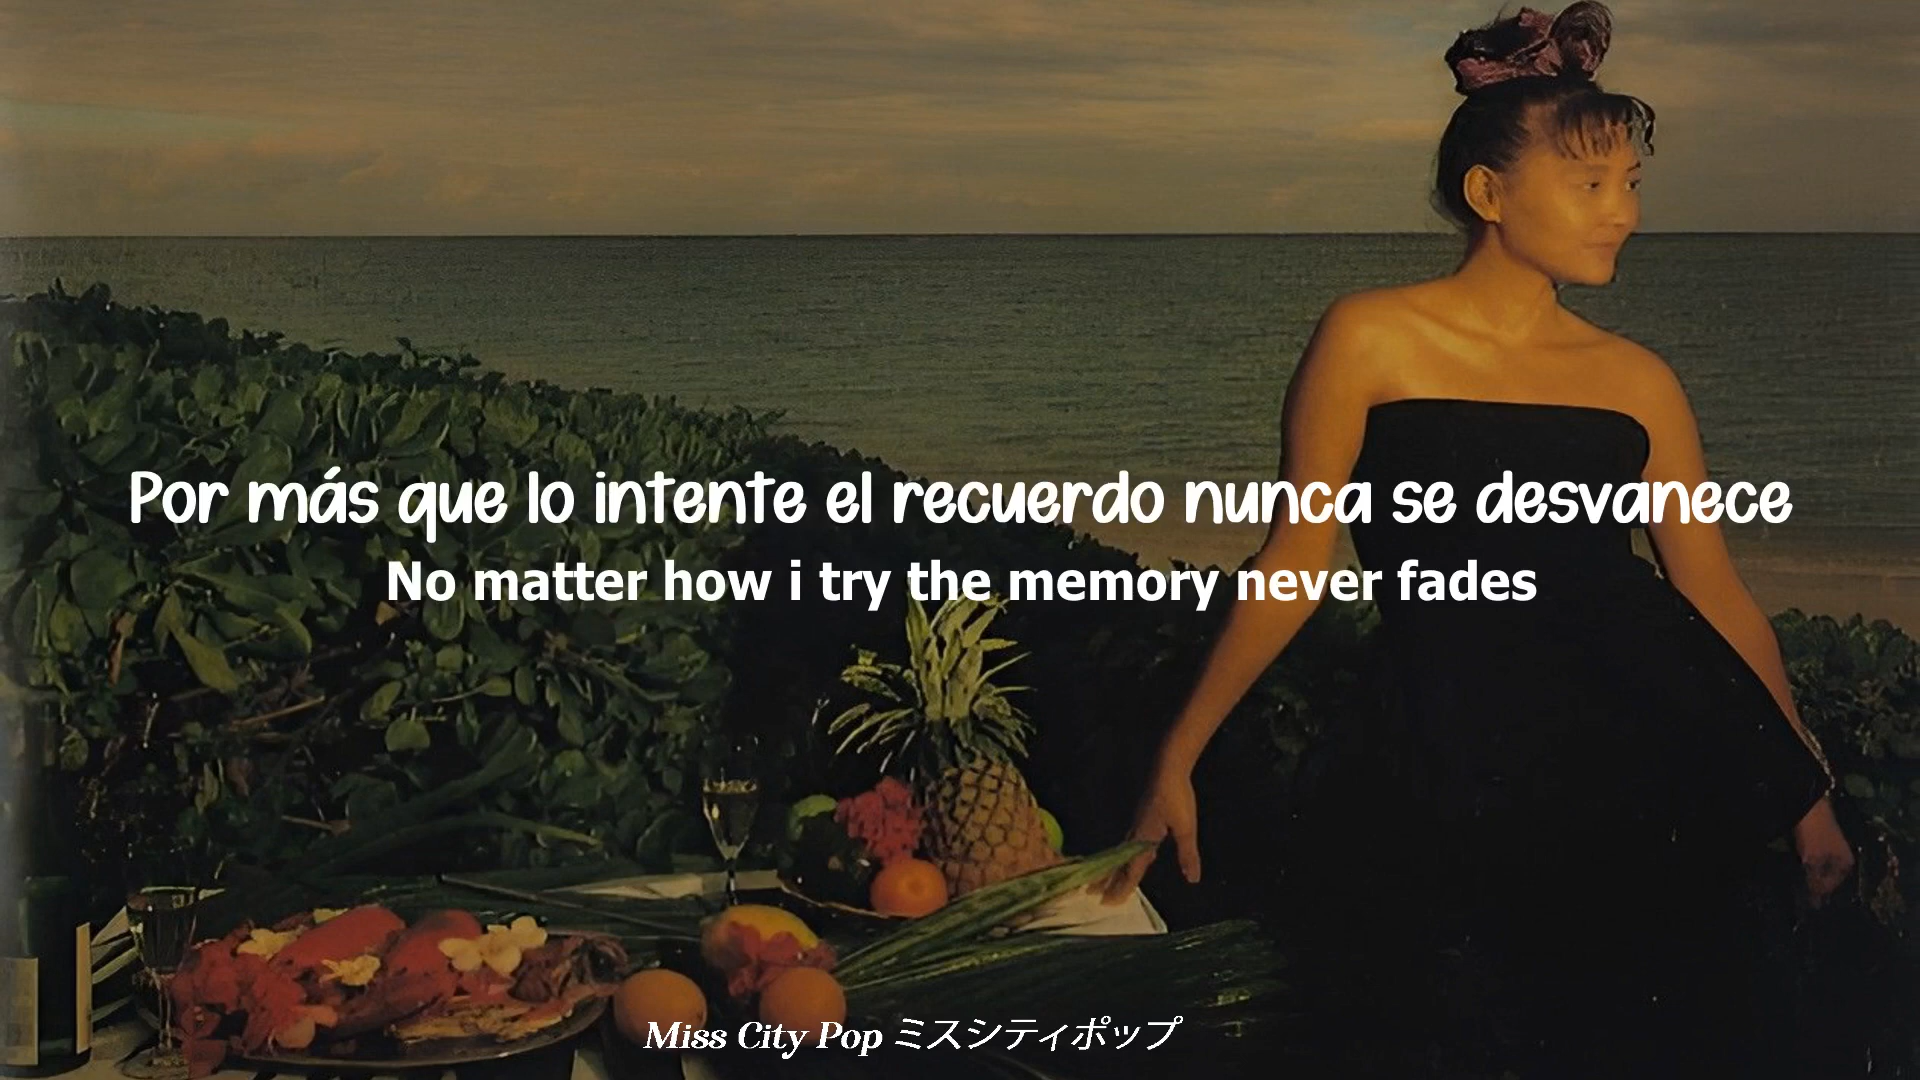 Por más que lo intente el recuerdo nunca se desvanece
No matter how i try the memory never fades
Miss City Pop ミスシティポップ